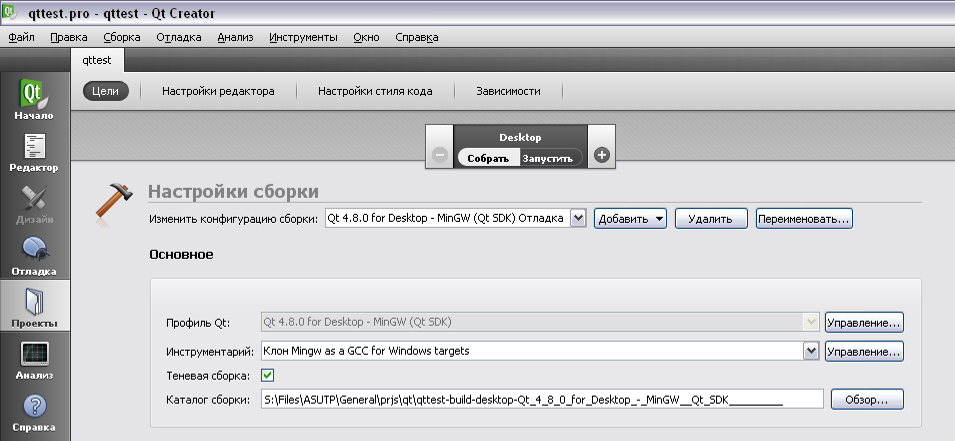 qttest.pro - qttest - Qt Creator
Файл Правка Сборка Отладка Анализ Инструменты Окно Справка
qttest
Цели Настройки редактора Настройки стиля кода Зависимости
Qt
Начало
Редактор
Дизайн
Отладка
Проекты
Анализ
Справка
Desktop
Собрать Запустить
Настройки сборки
Изменить конфигурацию сборки: Qt 4.8.0 for Desktop - MinGW (Qt SDK) Отладка Добавить Удалить Переименовать...
Основное
Профиль Qt: Qt 4.8.0 for Desktop - MinGW (Qt SDK) Управление...
Инструментарий: Клон Mingw as a GCC for Windows targets Управление...
Теневая сборка:
Каталог сборки: S:\Files\ASUTP\General\prjs\qt\qttest-build-desktop-Qt_4_8_0_for_Desktop_-_MinGW__Qt_SDK__________ Обзор...